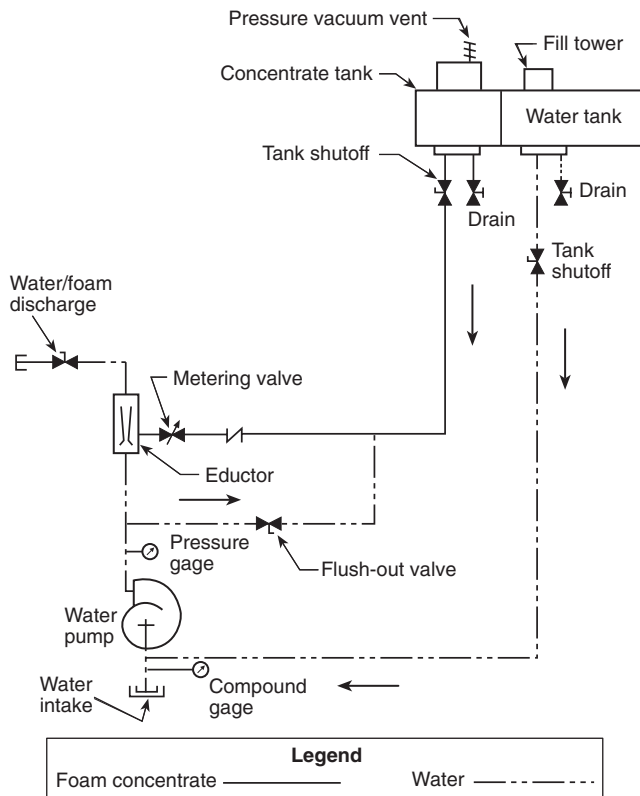 Pressure vacuum vent
Fill tower
Concentrate tank
Water tank
Tank shutoff
Drain
Drain
Tank
shutoff
Water/foam
discharge
Metering valve
Eductor
Pressure
gage
Flush-out valve
Water
pump
Water
intake
Compound
gage
Legend
Foam concentrate
Water